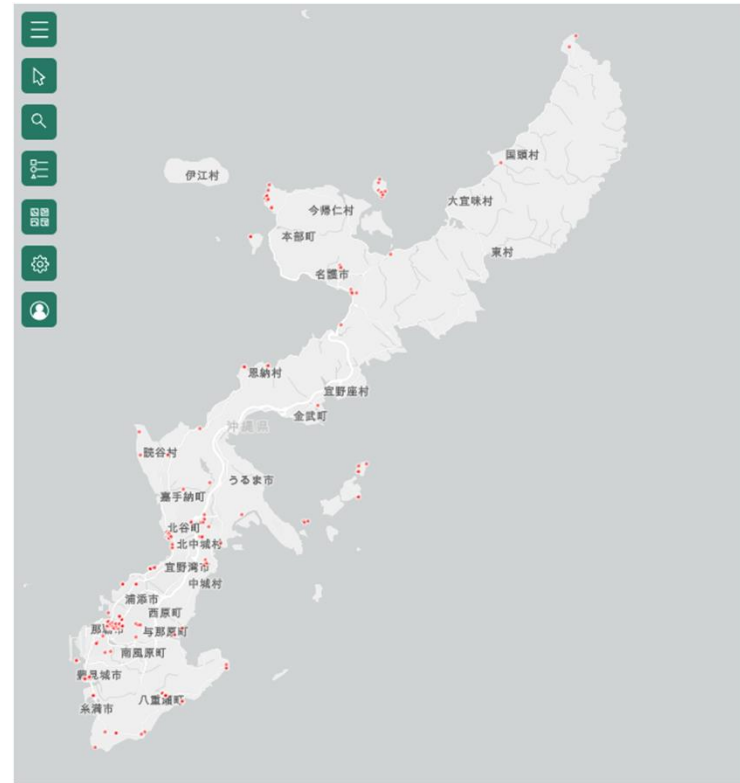 国頭村
伊江村
大宜味村
今帰仁村
本部町
東村
名護市
恩納村
宜野座村
金武町
沖縄県
読谷村
うるま市
嘉手納町
北谷町
北中城村
宜野湾市
中城村
浦添市
西原町
那覇市
与那原町
南風原町
豊見城市
八重瀬町
糸満市